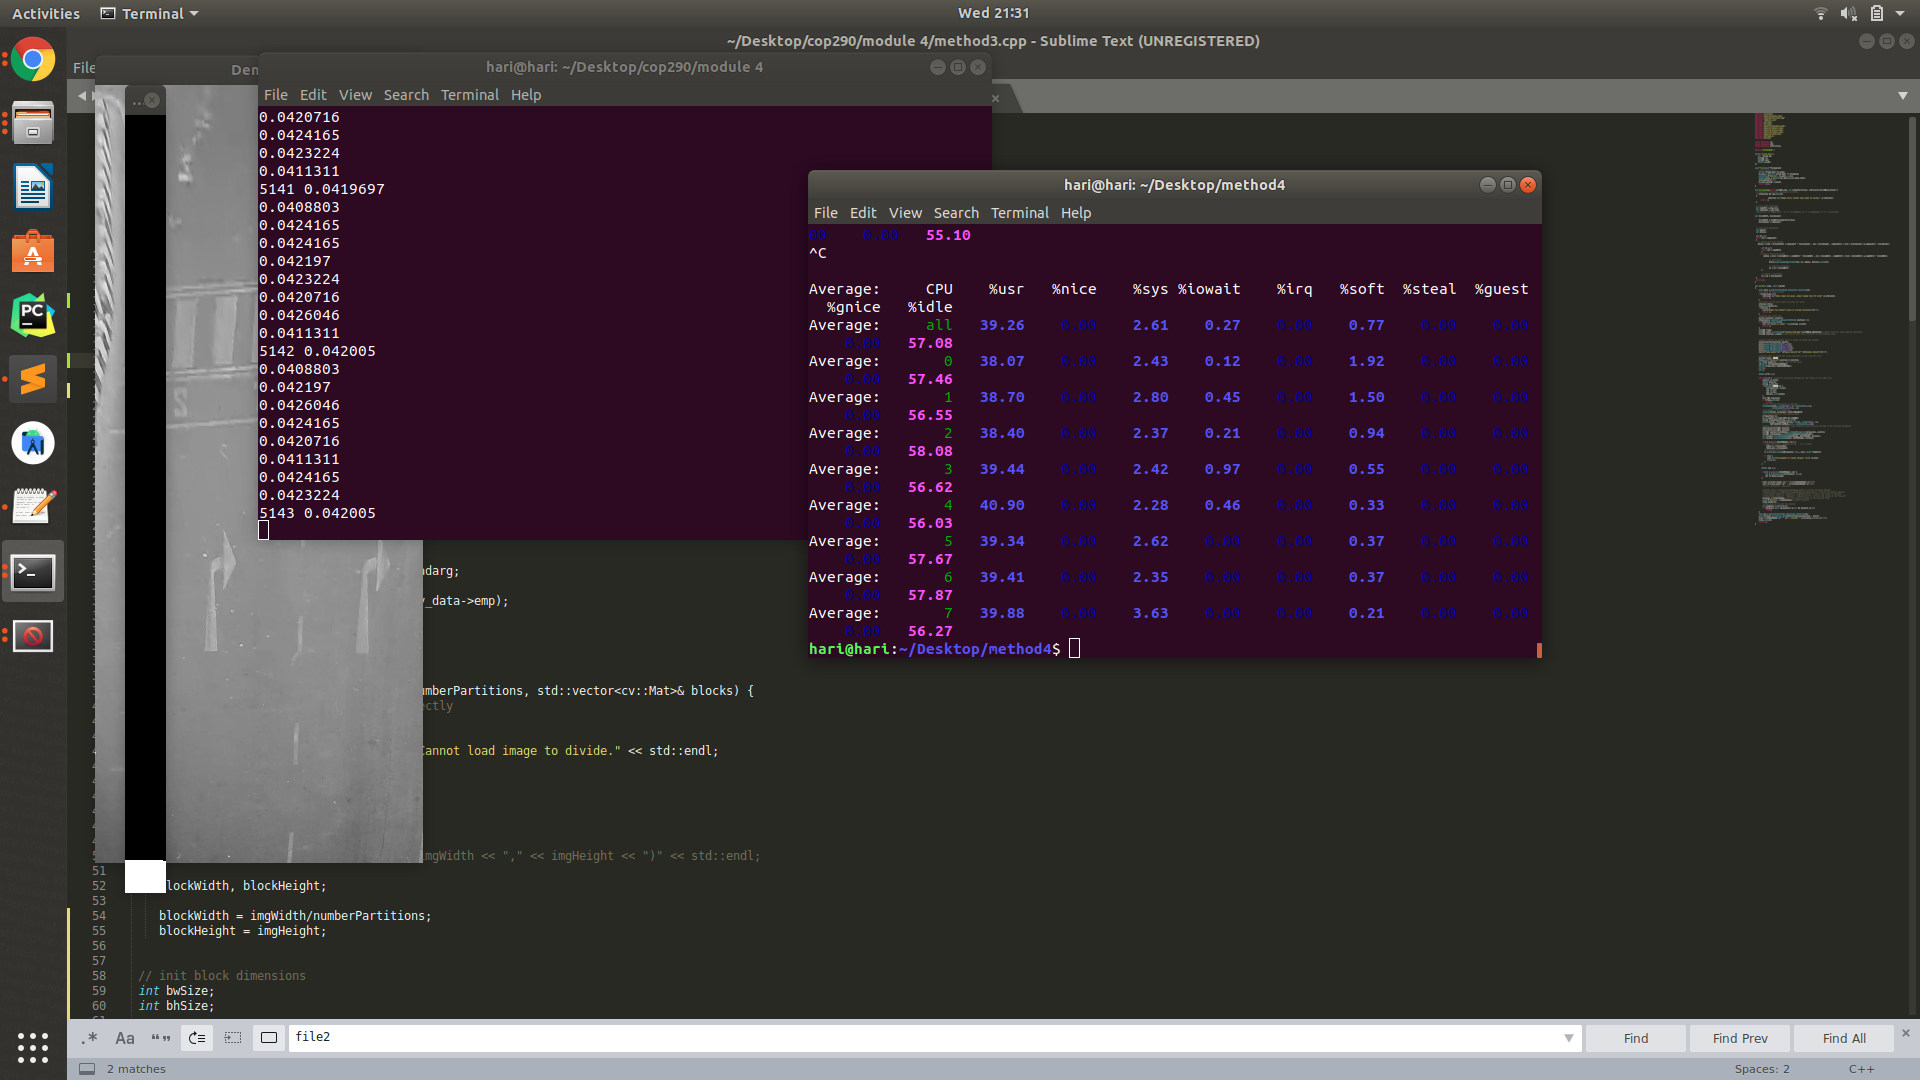 Activities Terminal Wed 21:31
~/Desktop/cop290/module 4/method3.cpp - Sublime Text (UNREGISTERED)
File
Den
hari@hari: ~/Desktop/cop290/module 4
File Edit View Search Terminal Help
0.0420716
0.0424165
0.0423224
0.0411311
5141 0.0419697
0.0408803
0.0424165
0.0424165
0.042197
0.0423224
0.0420716
0.0426046
0.0411311
5142 0.042005
0.0408803
0.042197
0.0426046
0.0424165
0.0420716
0.0411311
0.0424165
0.0423224
5143 0.042005
hari@hari: ~/Desktop/method4
File Edit View Search Terminal Help
00 0.00 55.10
^C
Average: CPU %usr %nice %sys %iowait %irq %soft %steal %guest
%gnice %idle
Average: all 39.26 0.00 2.61 0.27 0.00 0.77 0.00 0.00
0.00 57.08
Average: 0 38.07 0.00 2.43 0.12 0.00 1.92 0.00 0.00
0.00 57.46
Average: 1 38.70 0.00 2.80 0.45 0.00 1.50 0.00 0.00
0.00 56.55
Average: 2 38.40 0.00 2.37 0.21 0.00 0.94 0.00 0.00
0.00 58.08
Average: 3 39.44 0.00 2.42 0.97 0.00 0.55 0.00 0.00
0.00 56.62
Average: 4 40.90 0.00 2.28 0.46 0.00 0.33 0.00 0.00
0.00 56.03
Average: 5 39.34 0.00 2.62 0.00 0.00 0.37 0.00 0.00
0.00 57.67
Average: 6 39.41 0.00 2.35 0.00 0.00 0.37 0.00 0.00
0.00 57.87
Average: 7 39.88 0.00 3.63 0.00 0.00 0.21 0.00 0.00
0.00 56.27
hari@hari:~/Desktop/method4$
adarg;
y_data->emp);
umberPartitions, std::vector<cv::Mat>& blocks) {
ectly
Cannot load image to divide." << std::endl;
imgWidth << "," << imgHeight << ")" << std::endl;
51
52 lockWidth, blockHeight;
53
54 blockWidth = imgWidth/numberPartitions;
55 blockHeight = imgHeight;
56
57
58 // init block dimensions
59 int bwSize;
60 int bhSize;
.* Aa “” file2 Find Find Prev Find All
2 matches Spaces: 2 C++